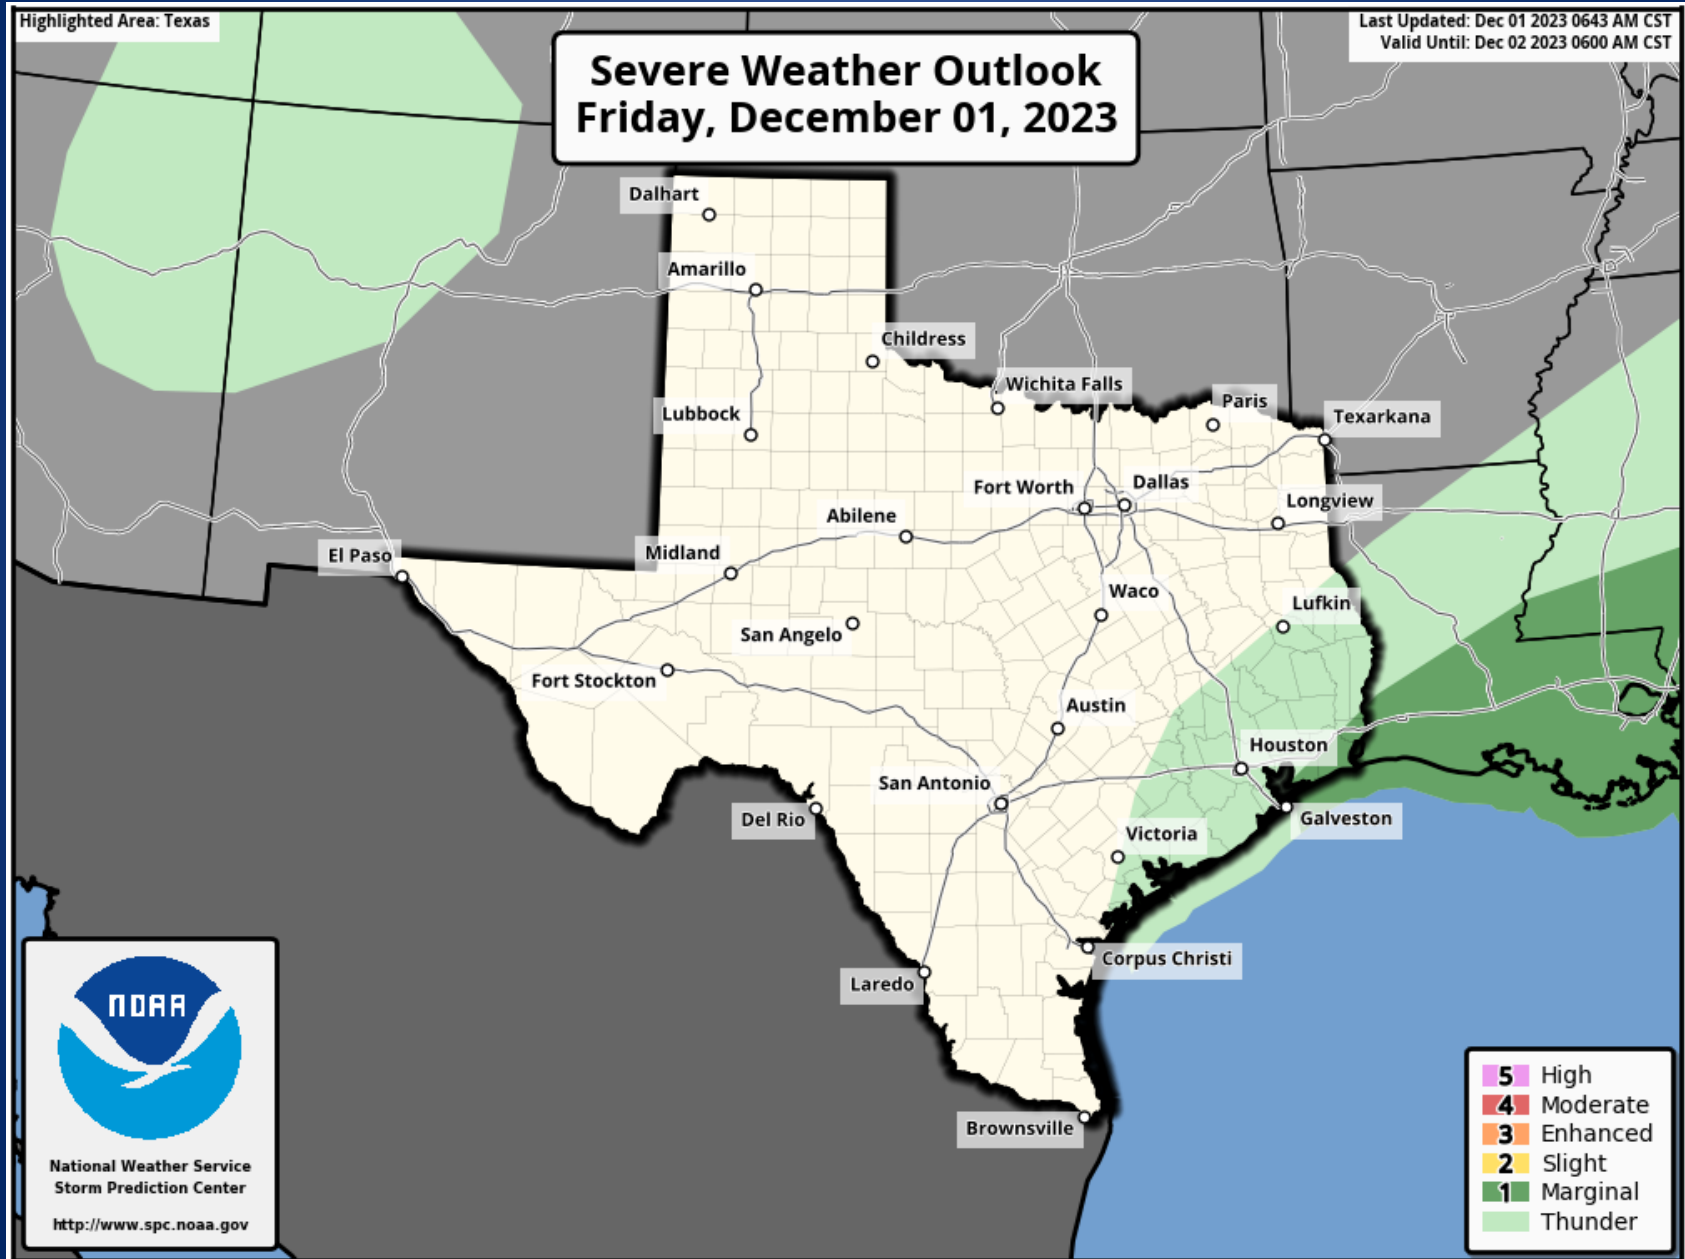 Highlighted Area: Texas
Last Updated: Dec 01 2023 0643 AM CST
Valid Until: Dec 02 2023 0600 AM CST
Severe Weather Outlook
Friday, December 01, 2023
Dalhart
Amarillo
Childress
Wichita Falls
Paris
Texarkana
Lubbock
Fort Worth
Dallas
Longview
Abilene
El Paso
Midland
Waco
Lufkin
San Angelo
Fort Stockton
Austin
Houston
San Antonio
Del Rio
Galveston
Victoria
Corpus Christi
Laredo
Brownsville
NOAA
National Weather Service
Storm Prediction Center
http://www.spc.noaa.gov
5 High
4 Moderate
3 Enhanced
2 Slight
1 Marginal
Thunder